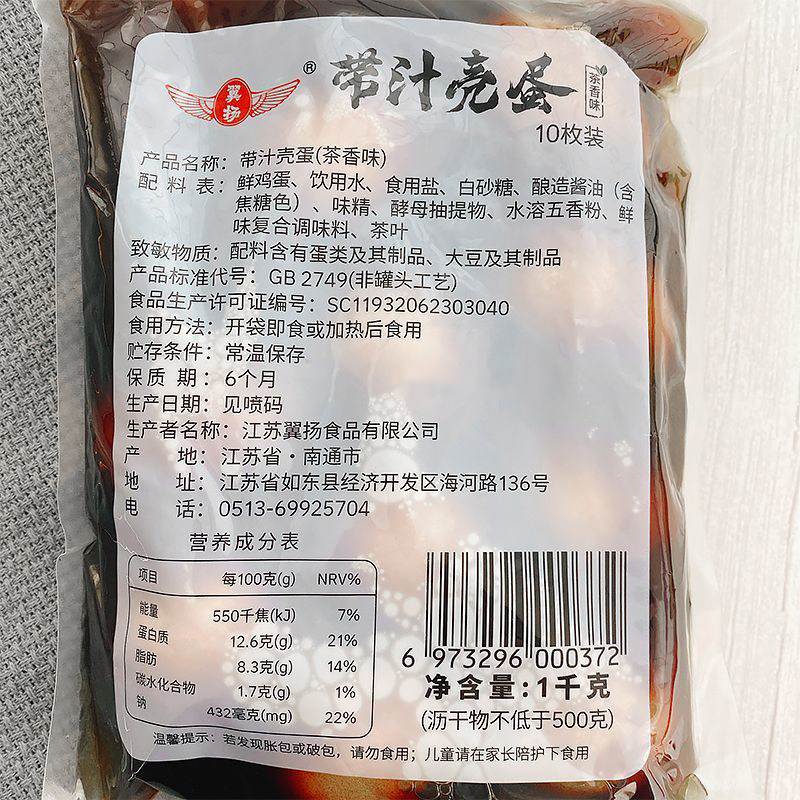 翼扬
®
带汁壳蛋
茶香味
10枚装
产品名称：带汁壳蛋(茶香味)
配料表：鲜鸡蛋、饮用水、食用盐、白砂糖、酿造酱油（含
焦糖色）、味精、酵母抽提物、水溶五香粉、鲜
味复合调味料、茶叶
致敏物质：配料含有蛋类及其制品、大豆及其制品
产品标准代号：GB 2749(非罐头工艺)
食品生产许可证编号：SC11932062303040
食用方法：开袋即食或加热后食用
贮存条件：常温保存
保质期：6个月
生产日期：见喷码
生产者名称：江苏翼扬食品有限公司
产地：江苏省·南通市
地址：江苏省如东县经济开发区海河路136号
电话：0513-69925704
营养成分表
项目 每100克(g) NRV%
能量 550千焦(kJ) 7%
蛋白质 12.6克(g) 21%
脂肪 8.3克(g) 14%
碳水化合物 1.7克(g) 1%
钠 432毫克(mg) 22%
6 973296 000372
净含量:1千克
(沥干物不低于500克)
温馨提示：若发现胀包或破包，请勿食用；儿童请在家长陪护下食用